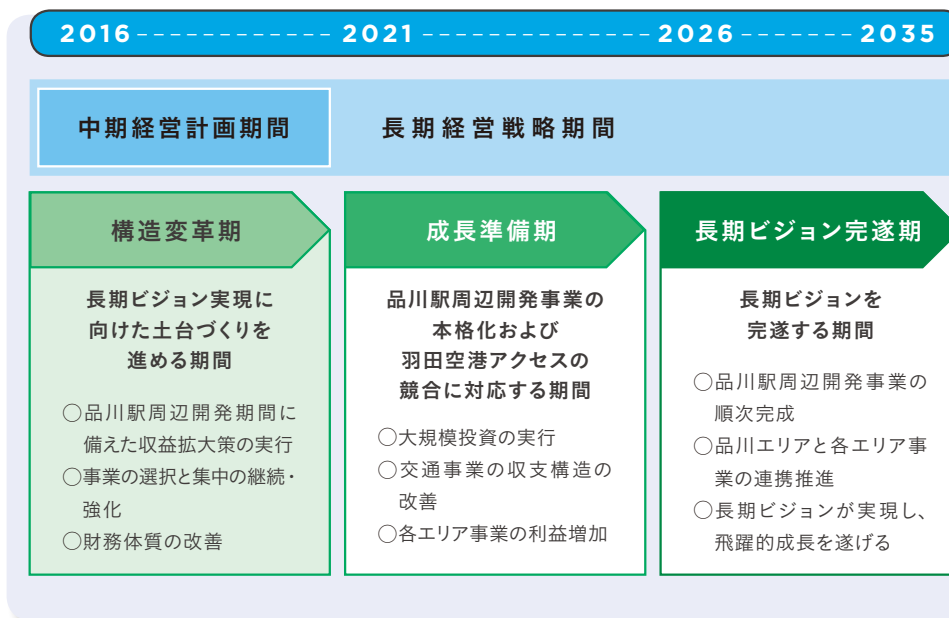 2016 2021 2026 2035
中期経営計画期間
長期経営戦略期間
構造変革期
長期ビジョン実現に
向けた土台づくりを
進める期間
○品川駅周辺開発期間に
備えた収益拡大策の実行
○事業の選択と集中の継続・
強化
○財務体質の改善
成長準備期
品川駅周辺開発事業の
本格化および
羽田空港アクセスの
競合に対応する期間
○大規模投資の実行
○交通事業の収支構造の
改善
○各エリア事業の利益増加
長期ビジョン完遂期
長期ビジョンを
完遂する期間
○品川駅周辺開発事業の
順次完成
○品川エリアと各エリア事
業の連携推進
○長期ビジョンが実現し、
飛躍的成長を遂げる